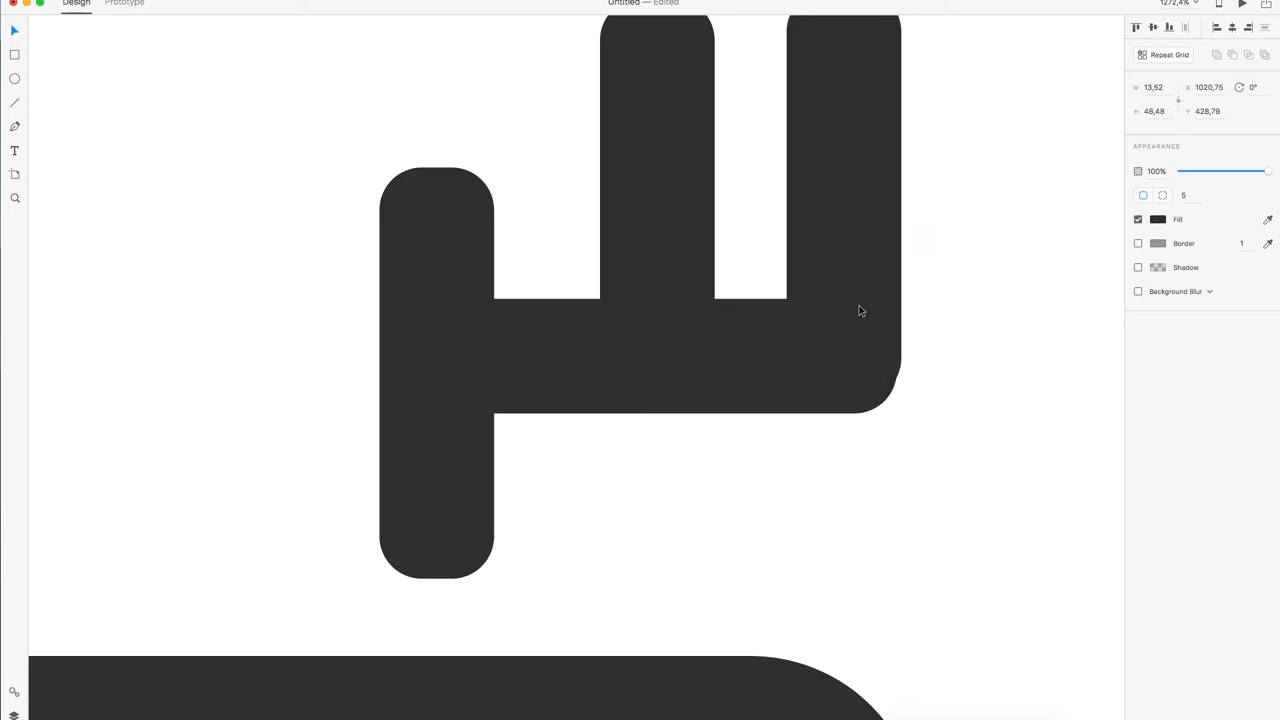 Design
Prototype
Untitled — Edited
1272,4%
Repeat Grid
W 13,52 X 1020,75 0°
H 48,48 Y 428,79
APPEARANCE
100%
5
Fill
Border 1
Shadow
Background Blur
T